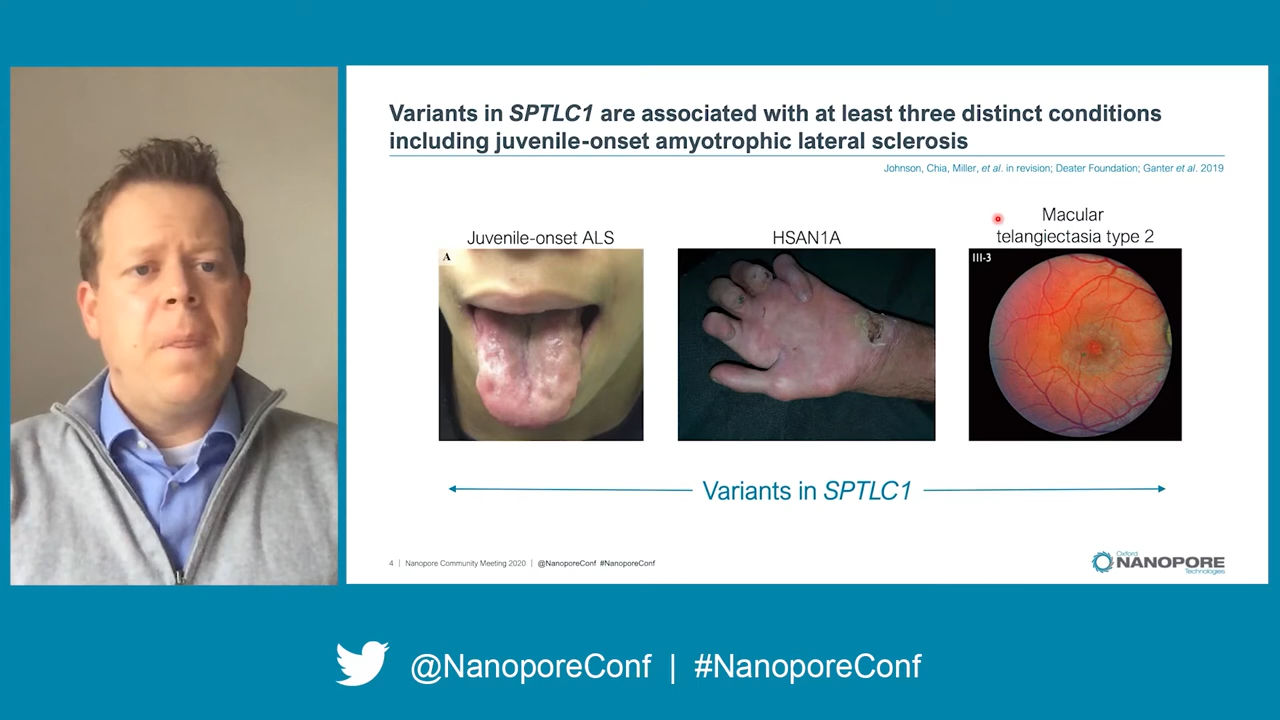 Variants in SPTLC1 are associated with at least three distinct conditions
including juvenile-onset amyotrophic lateral sclerosis
Johnson, Chia, Miller, et al. in revision; Deater Foundation; Ganter et al. 2019
Juvenile-onset ALS
HSAN1A
Macular
telangiectasia type 2
A
III-3
Variants in SPTLC1
4 | Nanopore Community Meeting 2020 | @NanoporeConf #NanoporeConf
Oxford
NANOPORE
Technologies
@NanoporeConf | #NanoporeConf